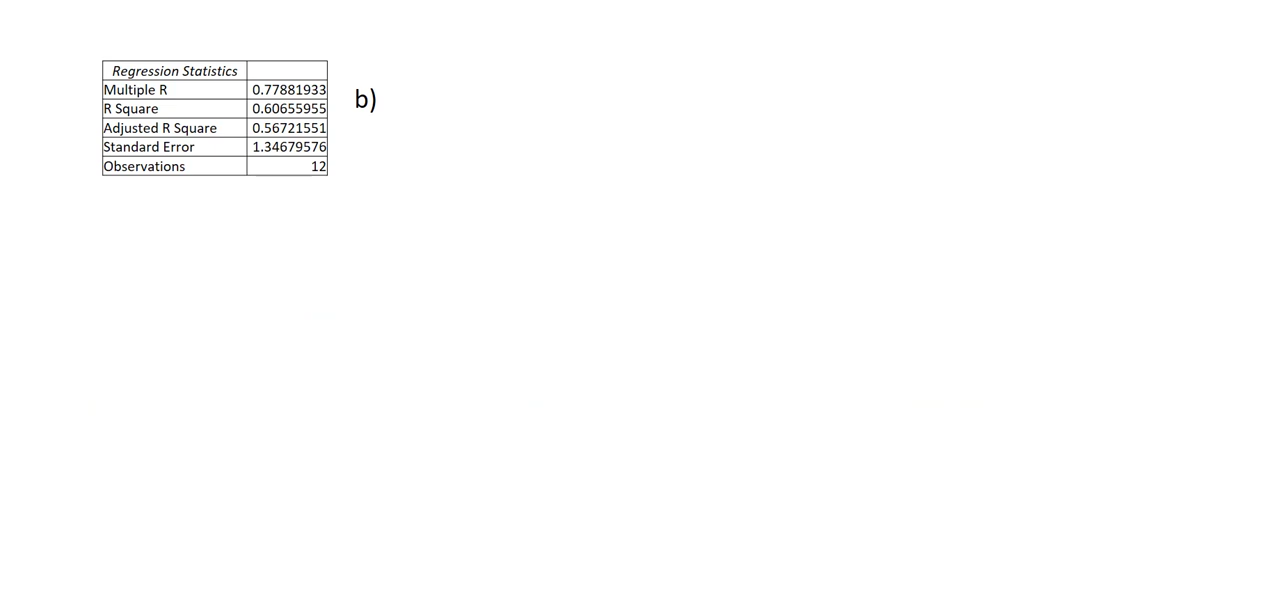 Regression Statistics
Multiple R 0.77881933
R Square 0.60655955
Adjusted R Square 0.56721551
Standard Error 1.34679576
Observations 12
b)